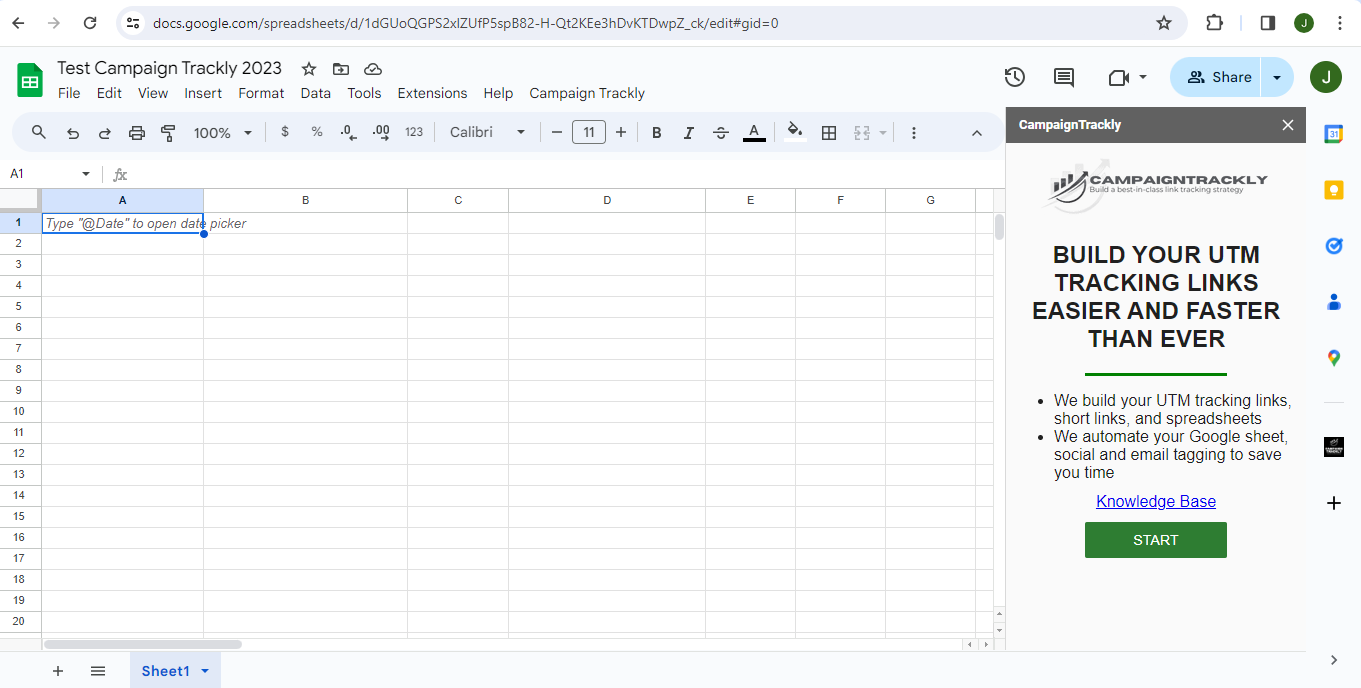 docs.google.com/spreadsheets/d/1dGUoQGPS2xIZUfP5spB82-H-Qt2KEe3hDvKTDwpZ_ck/edit#gid=0
J
Test Campaign Trackly 2023
File Edit View Insert Format Data Tools Extensions Help Campaign Trackly
Share
J
100% $ % .0 .00 123 Calibri 11 B I S A
CampaignTrackly
31
A1 fx
CAMPAIGNTRACKLY
Build a best-in-class link tracking strategy
A B C D E F G
1 Type "@Date" to open date picker
2
3
4
5
6
7
8
9
10
11
12
13
14
15
16
17
18
19
20
BUILD YOUR UTM
TRACKING LINKS
EASIER AND FASTER
THAN EVER
We build your UTM tracking links,
short links, and spreadsheets
We automate your Google sheet,
social and email tagging to save
you time
Knowledge Base
START
Sheet1